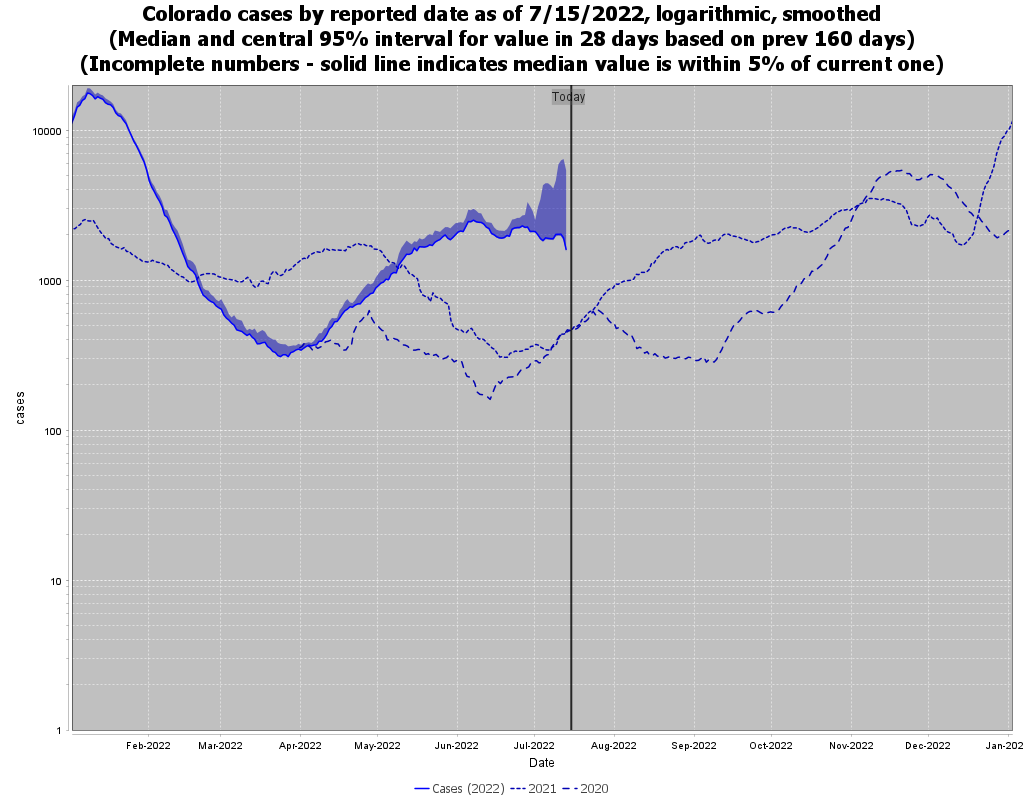 Colorado cases by reported date as of 7/15/2022, logarithmic, smoothed
(Median and central 95% interval for value in 28 days based on prev 160 days)
(Incomplete numbers - solid line indicates median value is within 5% of current one)
Today
10000
1000
100
10
1
cases
Feb-2022 Mar-2022 Apr-2022 May-2022 Jun-2022 Jul-2022 Aug-2022 Sep-2022 Oct-2022 Nov-2022 Dec-2022 Jan-202
Date
Cases (2022) 2021 2020